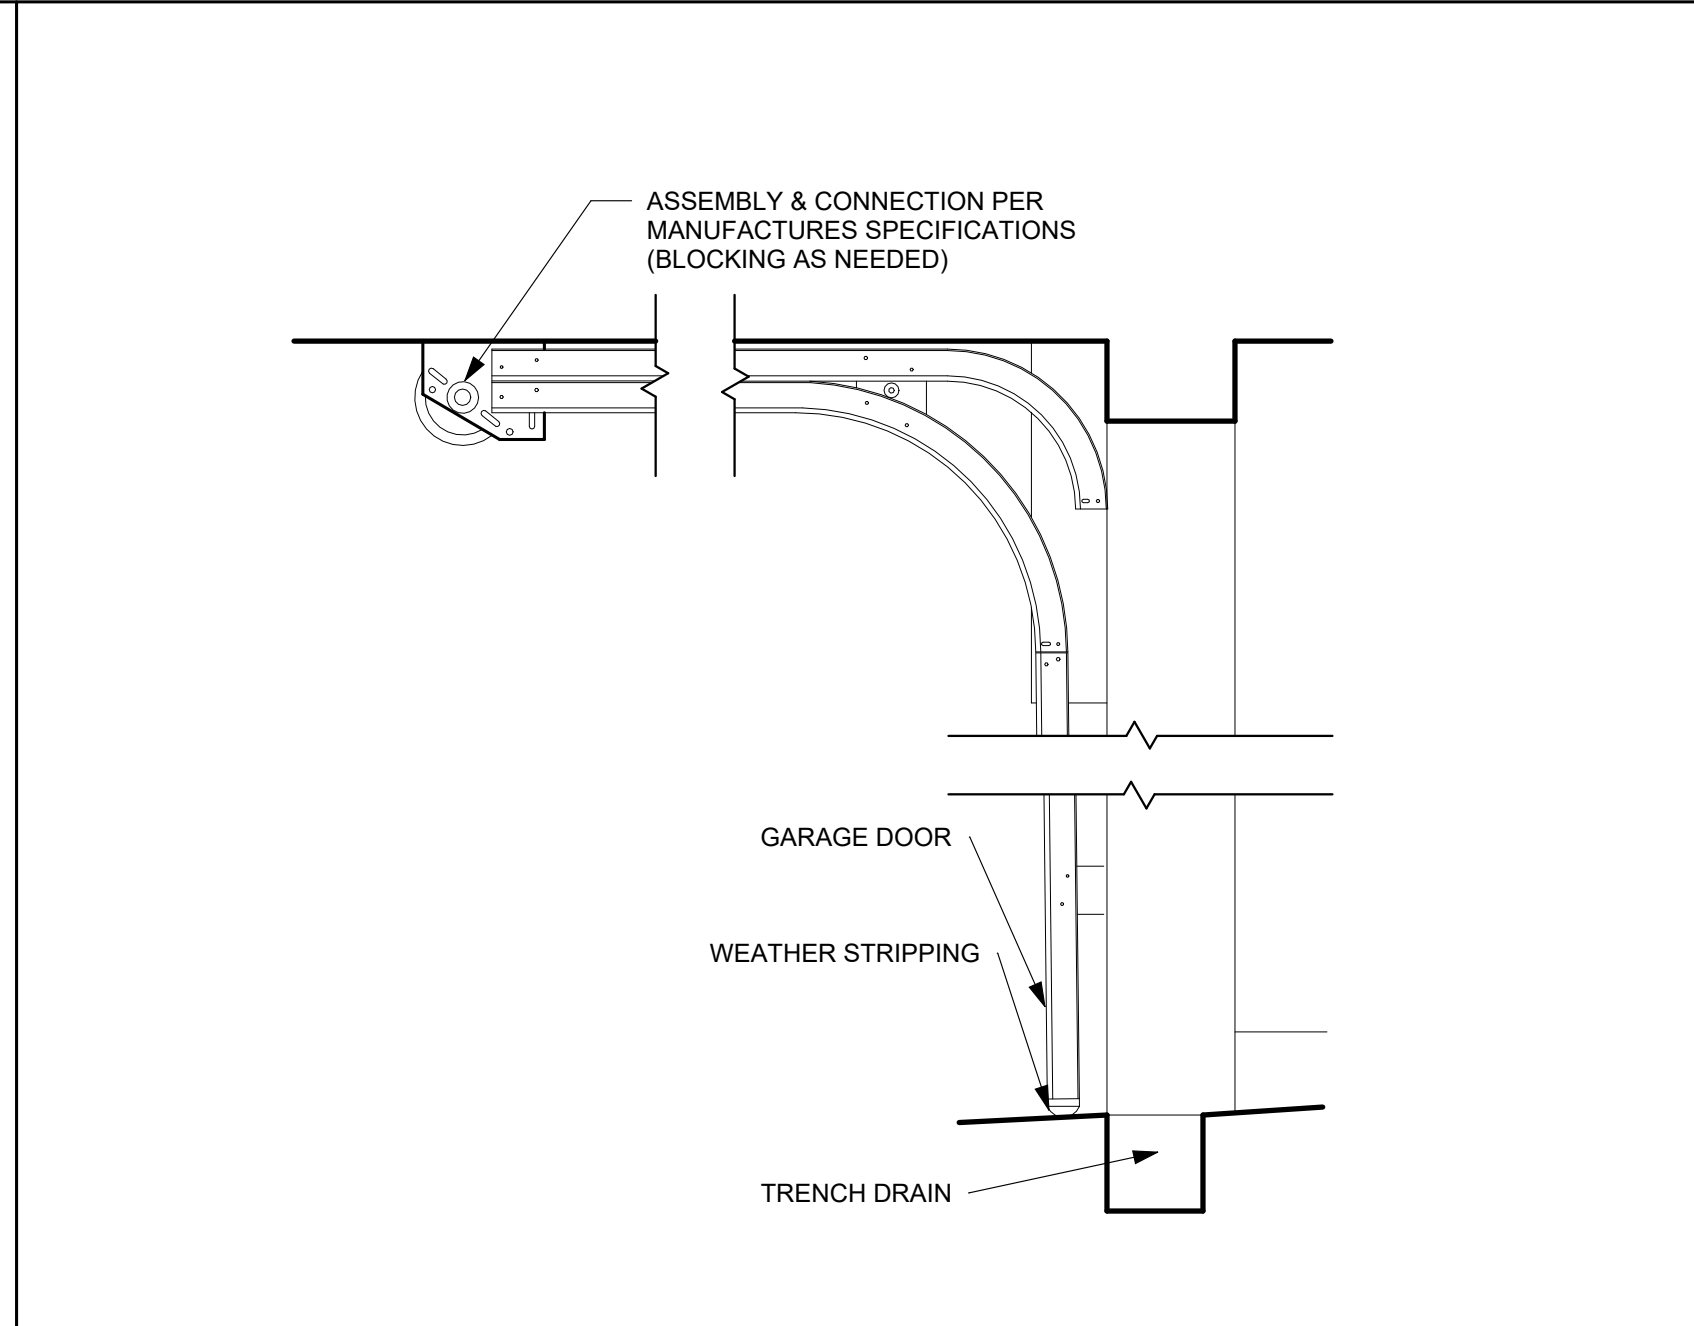 ASSEMBLY & CONNECTION PER
MANUFACTURES SPECIFICATIONS
(BLOCKING AS NEEDED)
GARAGE DOOR
WEATHER STRIPPING
TRENCH DRAIN